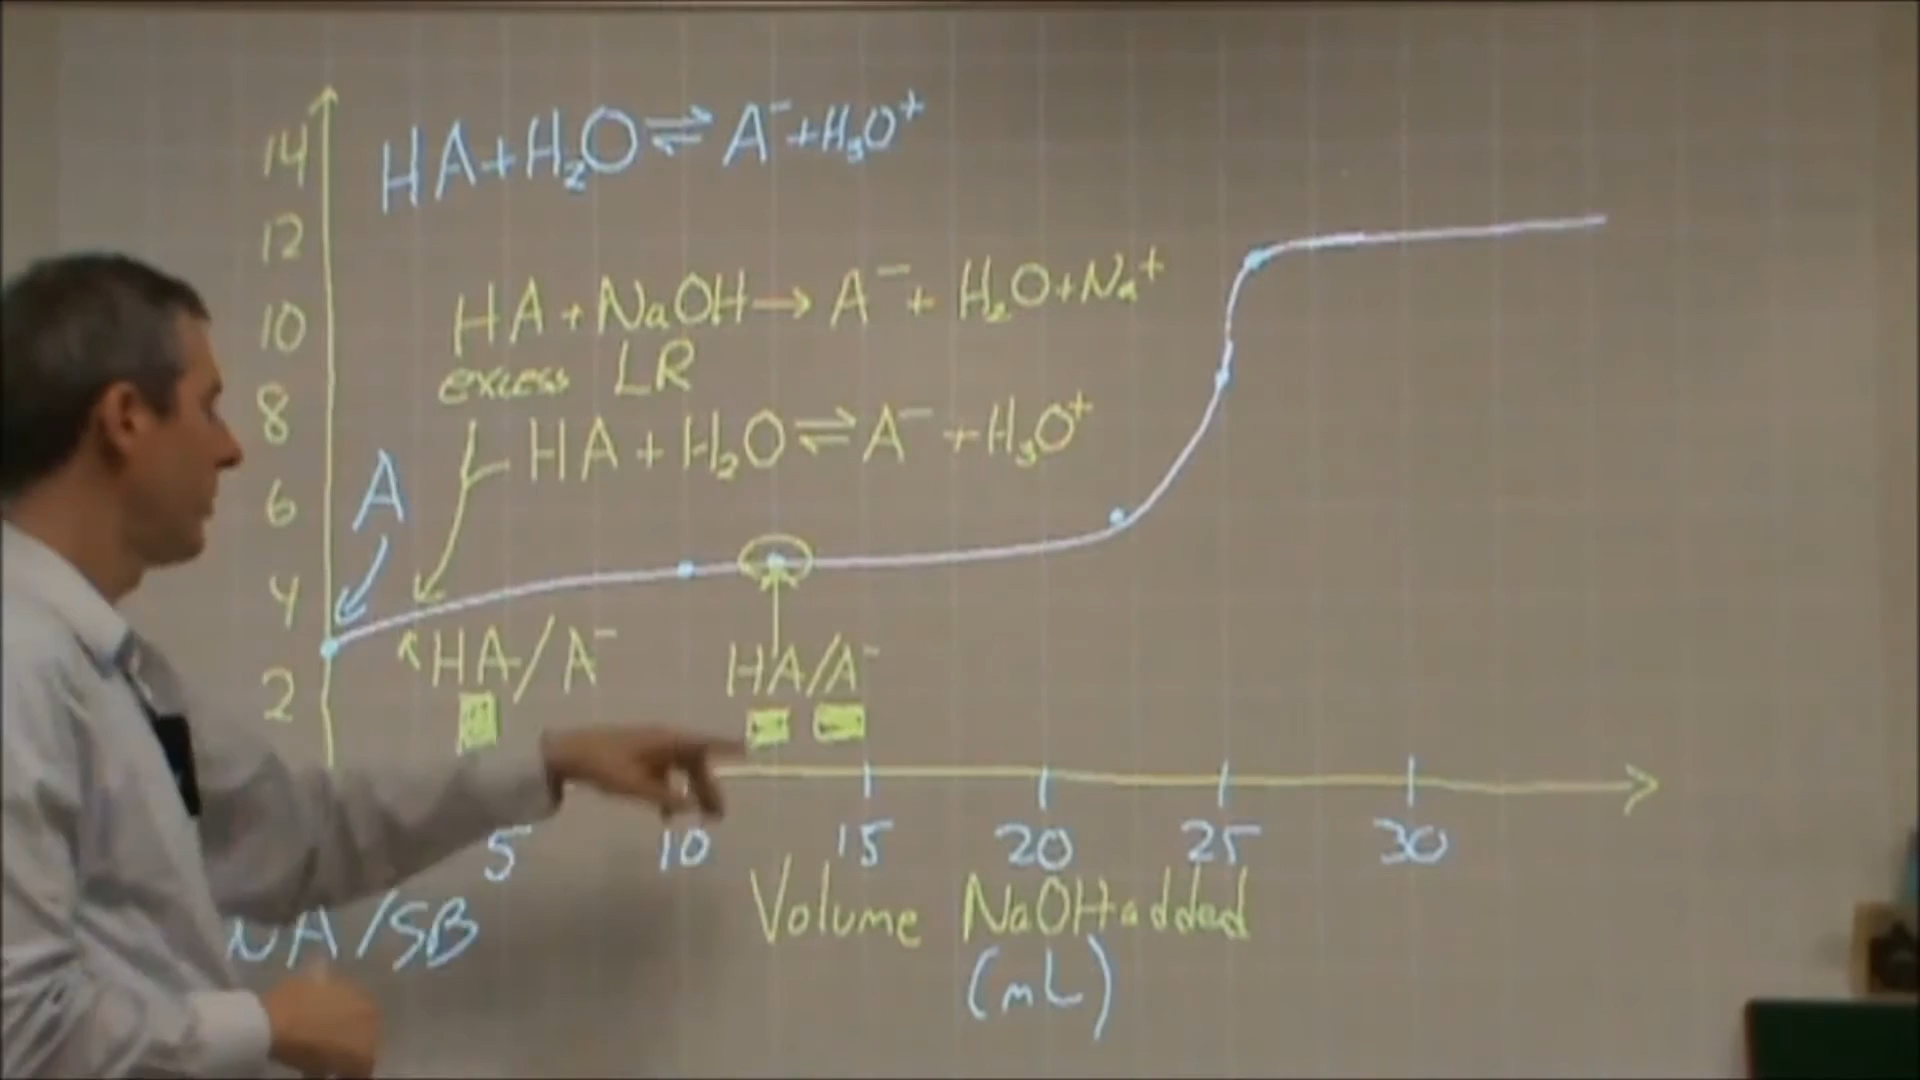 14
HA+H₂O⇌A⁻+H₃O⁺
12
HA+NaOH→A⁻+H₂O+Na⁺
10
excess LR
8
HA+H₂O⇌A⁻+H₃O⁺
A
6
4
HA/A⁻
HA/A⁻
2
5 10 15 20 25 30
Volume NaOH added
/SB
(mL)